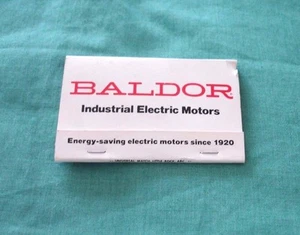 BALDOR
Industrial Electric Motors
Energy-saving electric motors since 1920